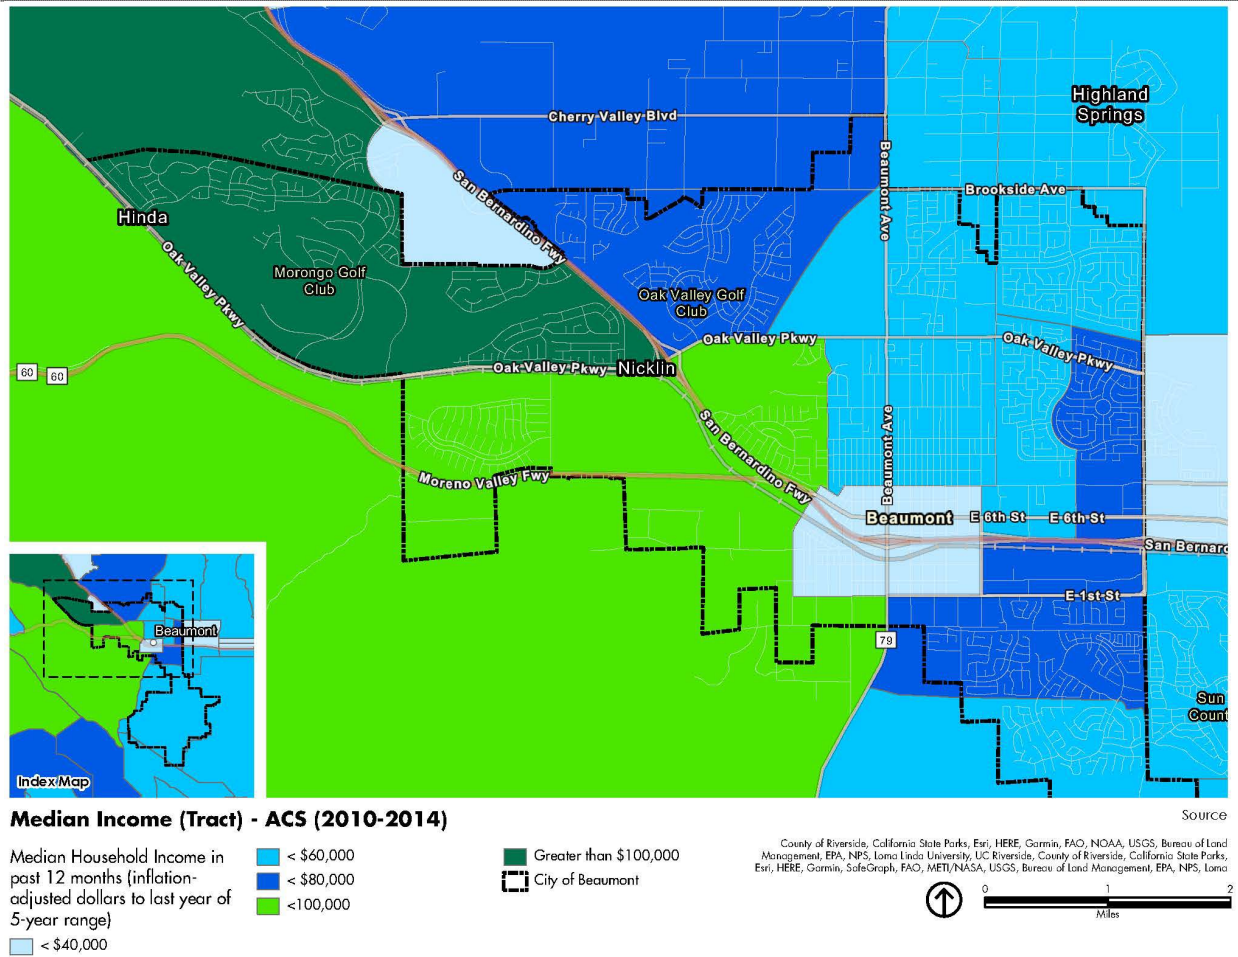 Highland
Springs
Cherry Valley Blvd
Beaumont Ave
San Bernardino Fwy
Brookside Ave
Hinda
Oak Valley Pkwy
Morongo Golf
Club
Oak Valley Golf
Club
Oak Valley Pkwy
Oak Valley Pkwy
Oak Valley Pkwy
Nicklin
60
60
San Bernardino Fwy
Beaumont Ave
Moreno Valley Fwy
Beaumont
E 6th St
E 6th St
San Bernard
E 1st St
79
Sun
Count
Beaumont
Index Map
Median Income (Tract) - ACS (2010-2014)
Source
Median Household Income in
past 12 months (inflation-
adjusted dollars to last year of
5-year range)
< $40,000
< $60,000
< $80,000
<100,000
Greater than $100,000
City of Beaumont
County of Riverside, California State Parks, Esri, HERE, Garmin, FAO, NOAA, USGS, Bureau of Land
Management, EPA, NPS, Loma Linda University, UC Riverside, County of Riverside, California State Parks,
Esri, HERE, Garmin, SafeGraph, FAO, METI/NASA, USGS, Bureau of Land Management, EPA, NPS, Loma
0 1 2
Miles